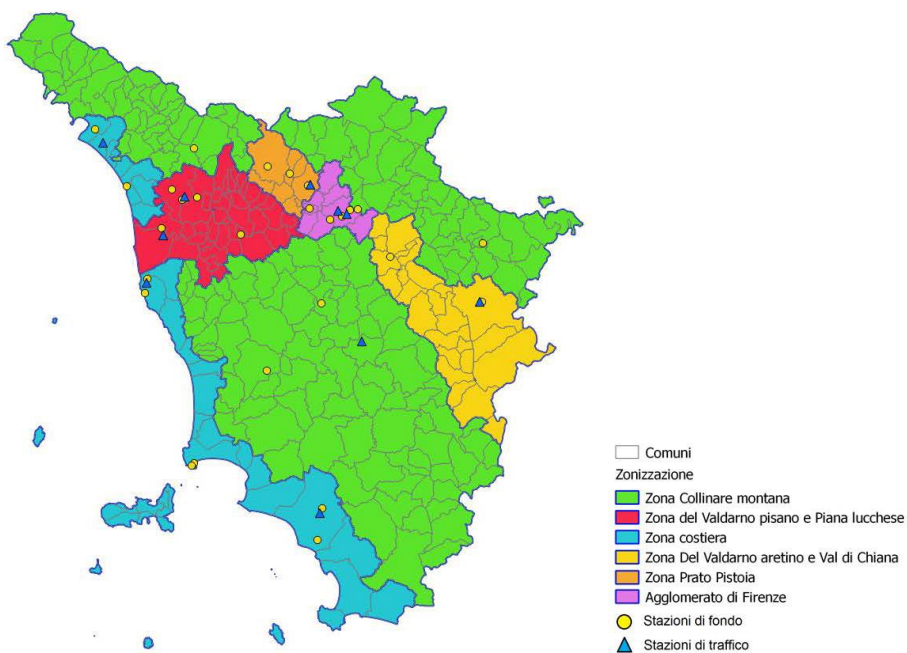 Comuni
Zonizzazione
Zona Collinare montana
Zona del Valdarno pisano e Piana lucchese
Zona costiera
Zona Del Valdarno aretino e Val di Chiana
Zona Prato Pistoia
Agglomerato di Firenze
Stazioni di fondo
Stazioni di traffico